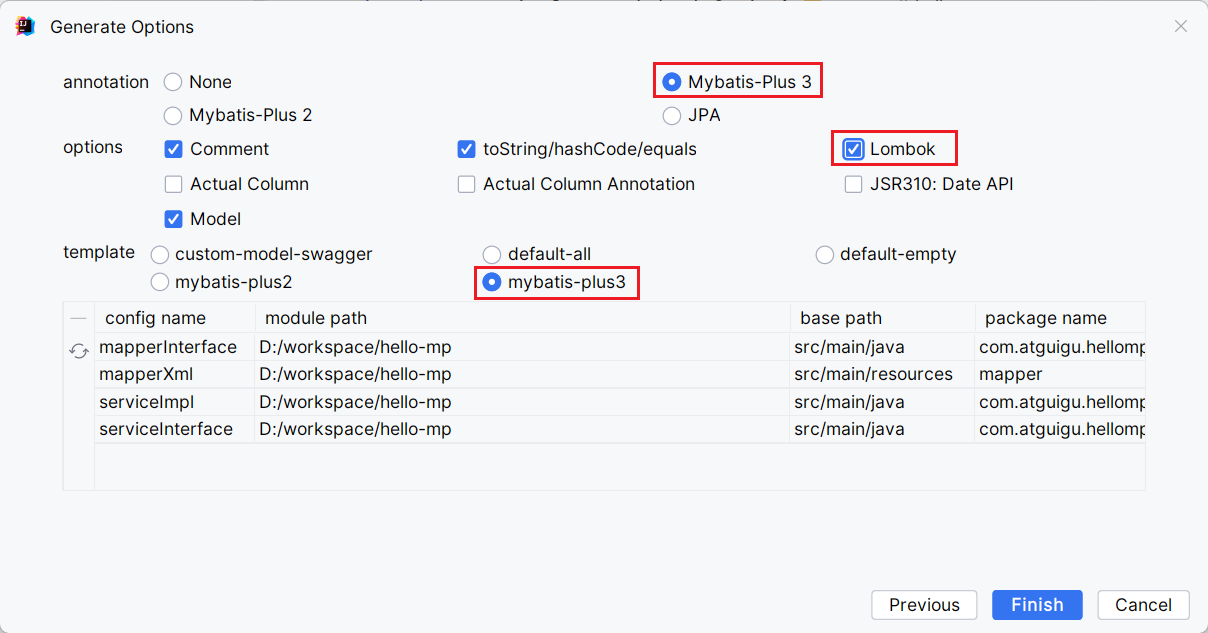 Generate Options
annotation None Mybatis-Plus 3
Mybatis-Plus 2 JPA
options Comment toString/hashCode/equals Lombok
Actual Column Actual Column Annotation JSR310: Date API
Model
template custom-model-swagger default-all default-empty
mybatis-plus2 mybatis-plus3
config name module path base path package name
mapperInterface D:/workspace/hello-mp src/main/java com.atguigu.hellomp
mapperXml D:/workspace/hello-mp src/main/resources mapper
serviceImpl D:/workspace/hello-mp src/main/java com.atguigu.hellomp
serviceInterface D:/workspace/hello-mp src/main/java com.atguigu.hellomp
Previous Finish Cancel